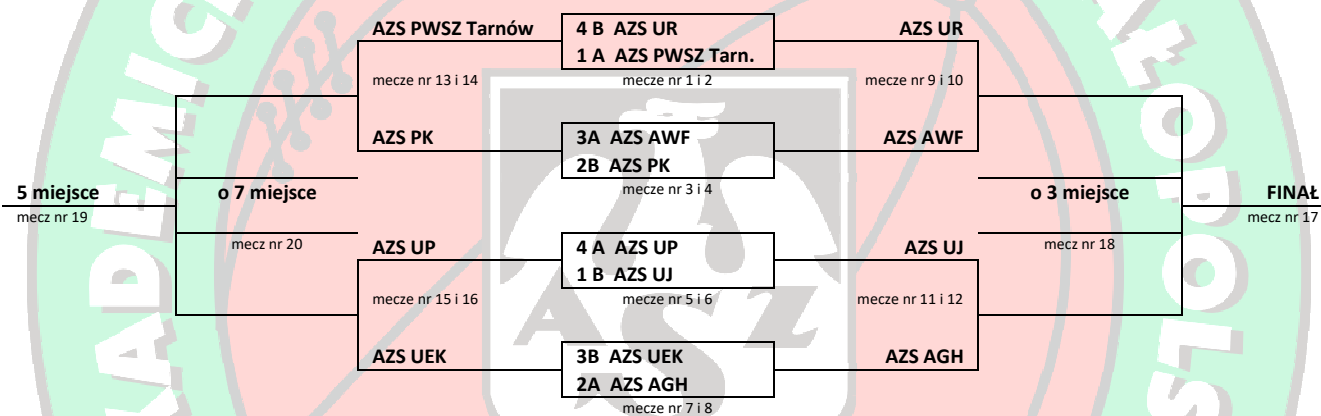 AZS PWSZ Tarnów
4 B AZS UR
AZS UR
1 A AZS PWSZ Tarn.
mecze nr 13 i 14
mecze nr 1 i 2
mecze nr 9 i 10
AZS PK
3A AZS AWF
AZS AWF
2B AZS PK
5 miejsce
o 7 miejsce
mecze nr 3 i 4
o 3 miejsce
FINAŁ
mecz nr 19
mecz nr 17
mecz nr 20
AZS UP
4 A AZS UP
AZS UJ
mecz nr 18
1 B AZS UJ
mecze nr 15 i 16
mecze nr 5 i 6
mecze nr 11 i 12
AZS UEK
3B AZS UEK
AZS AGH
2A AZS AGH
mecze nr 7 i 8
AZS